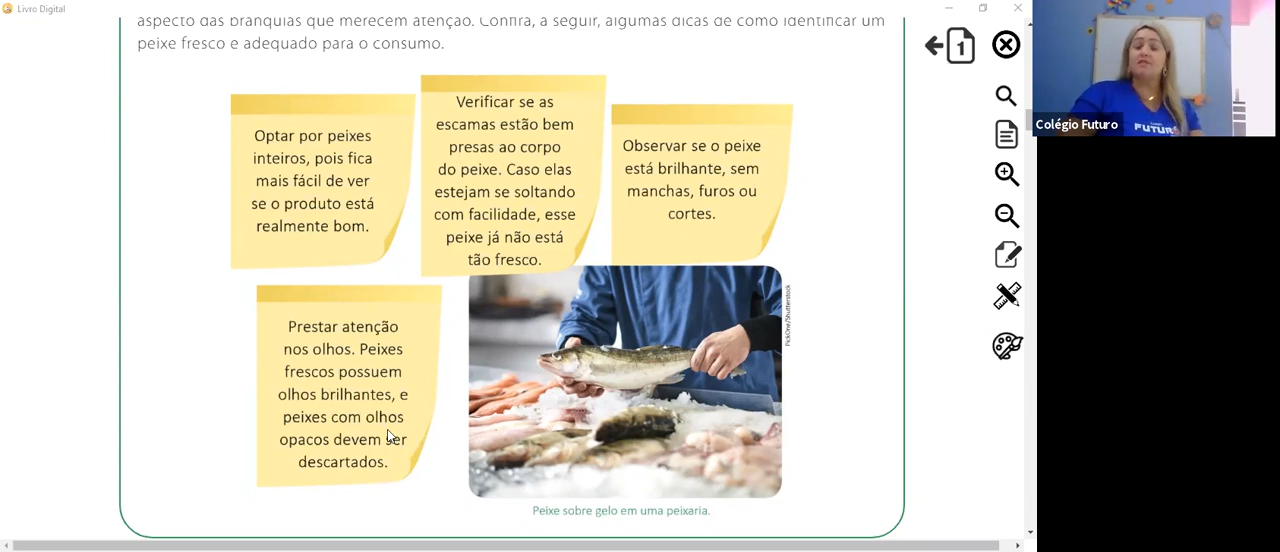 Livro Digital
aspecto das brânquias que merecem atenção. Confira, a seguir, algumas dicas de como identificar um
peixe fresco e adequado para o consumo.
Optar por peixes
inteiros, pois fica
mais fácil de ver
se o produto está
realmente bom.
Verificar se as
escamas estão bem
presas ao corpo
do peixe. Caso elas
estejam se soltando
com facilidade, esse
peixe já não está
tão fresco.
Observar se o peixe
está brilhante, sem
manchas, furos ou
cortes.
Prestar atenção
nos olhos. Peixes
frescos possuem
olhos brilhantes, e
peixes com olhos
opacos devem ser
descartados.
PickOne/Shutterstock
Peixe sobre gelo em uma peixaria.
1
Colégio Futuro
FUTURO